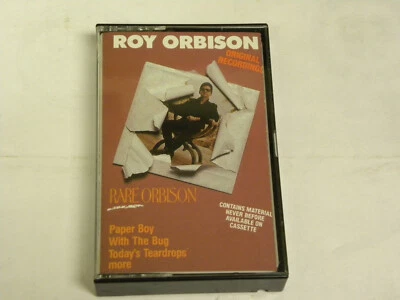 ROY ORBISON
ORIGINAL
RECORDINGS
RARE ORBISON
CONTAINS MATERIAL
NEVER BEFORE
AVAILABLE ON
CASSETTE
Paper Boy
With The Bug
Today's Teardrops
more